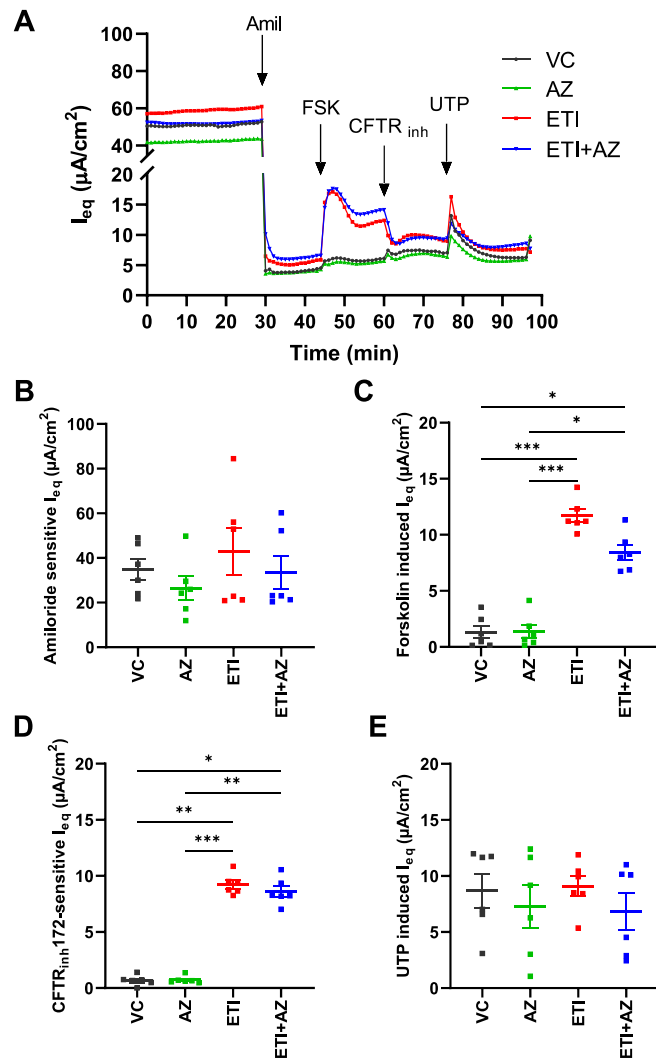 A
Amil
FSK
CFTR inh
UTP
VC
AZ
ETI
ETI+AZ
Ieq (µA/cm2)
100
80
60
40
20
15
10
5
0
0 10 20 30 40 50 60 70 80 90 100
Time (min)
B
Amiloride sensitive Ieq (µA/cm2)
100
80
60
40
20
0
VC AZ ETI ETI+AZ
C
Forskolin induced Ieq (µA/cm2)
20
15
10
5
0
*
*
***
***
VC AZ ETI ETI+AZ
D
CFTRinh172-sensitive Ieq (µA/cm2)
20
15
10
5
0
*
**
**
***
VC AZ ETI ETI+AZ
E
UTP induced Ieq (µA/cm2)
20
15
10
5
0
VC AZ ETI ETI+AZ